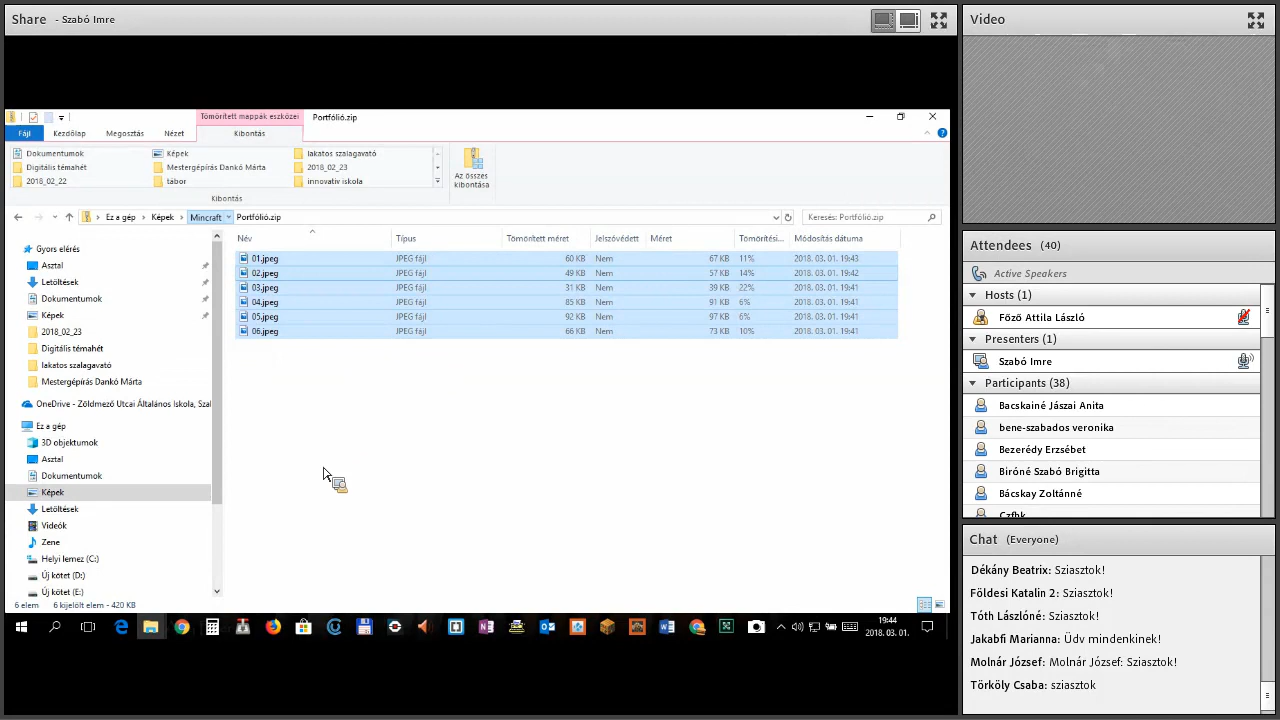 Share - Szabó Imre
Tömörített mappák eszközei Portfólió.zip
Fájl Kezdőlap Megosztás Nézet Kibontás
Dokumentumok Képek lakatos szalagavató
Digitális témahét Mestergépírás Dankó Márta 2018_02_23
2018_02_22 tábor innovatív iskola
Az összes
kibontása
Kibontás
Ez a gép Képek Mincraft Portfólió.zip Keresés: Portfólió.zip
Név Típus Tömörített méret Jelszóvédett Méret Tömörítési... Módosítás dátuma
01.jpeg JPEG fájl 60 KB Nem 67 KB 11% 2018. 03. 01. 19:43
02.jpeg JPEG fájl 49 KB Nem 57 KB 14% 2018. 03. 01. 19:42
03.jpeg JPEG fájl 31 KB Nem 39 KB 22% 2018. 03. 01. 19:41
04.jpeg JPEG fájl 85 KB Nem 91 KB 6% 2018. 03. 01. 19:41
05.jpeg JPEG fájl 92 KB Nem 97 KB 6% 2018. 03. 01. 19:41
06.jpeg JPEG fájl 66 KB Nem 73 KB 10% 2018. 03. 01. 19:41
Gyors elérés
Asztal
Letöltések
Dokumentumok
Képek
2018_02_23
Digitális témahét
lakatos szalagavató
Mestergépírás Dankó Márta
OneDrive - Zöldmező Utcai Általános Iskola, Szal
Ez a gép
3D objektumok
Asztal
Dokumentumok
Képek
Letöltések
Videók
Zene
Helyi lemez (C:)
Új kötet (D:)
Új kötet (E:)
6 elem 6 kijelölt elem - 420 KB
19:44
2018. 03. 01.
Video
Attendees (40)
Active Speakers
Hosts (1)
Főző Attila László
Presenters (1)
Szabó Imre
Participants (38)
Bacskainé Jászai Anita
bene-szabados veronika
Bezerédy Erzsébet
Biróné Szabó Brigitta
Bácskay Zoltánné
Czfhk
Chat (Everyone)
Dékány Beatrix: Sziasztok!
Földesi Katalin 2: Sziasztok!
Tóth Lászlóné: Sziasztok!
Jakabfi Marianna: Üdv mindenkinek!
Molnár József: Molnár József: Sziasztok!
Törköly Csaba: sziasztok